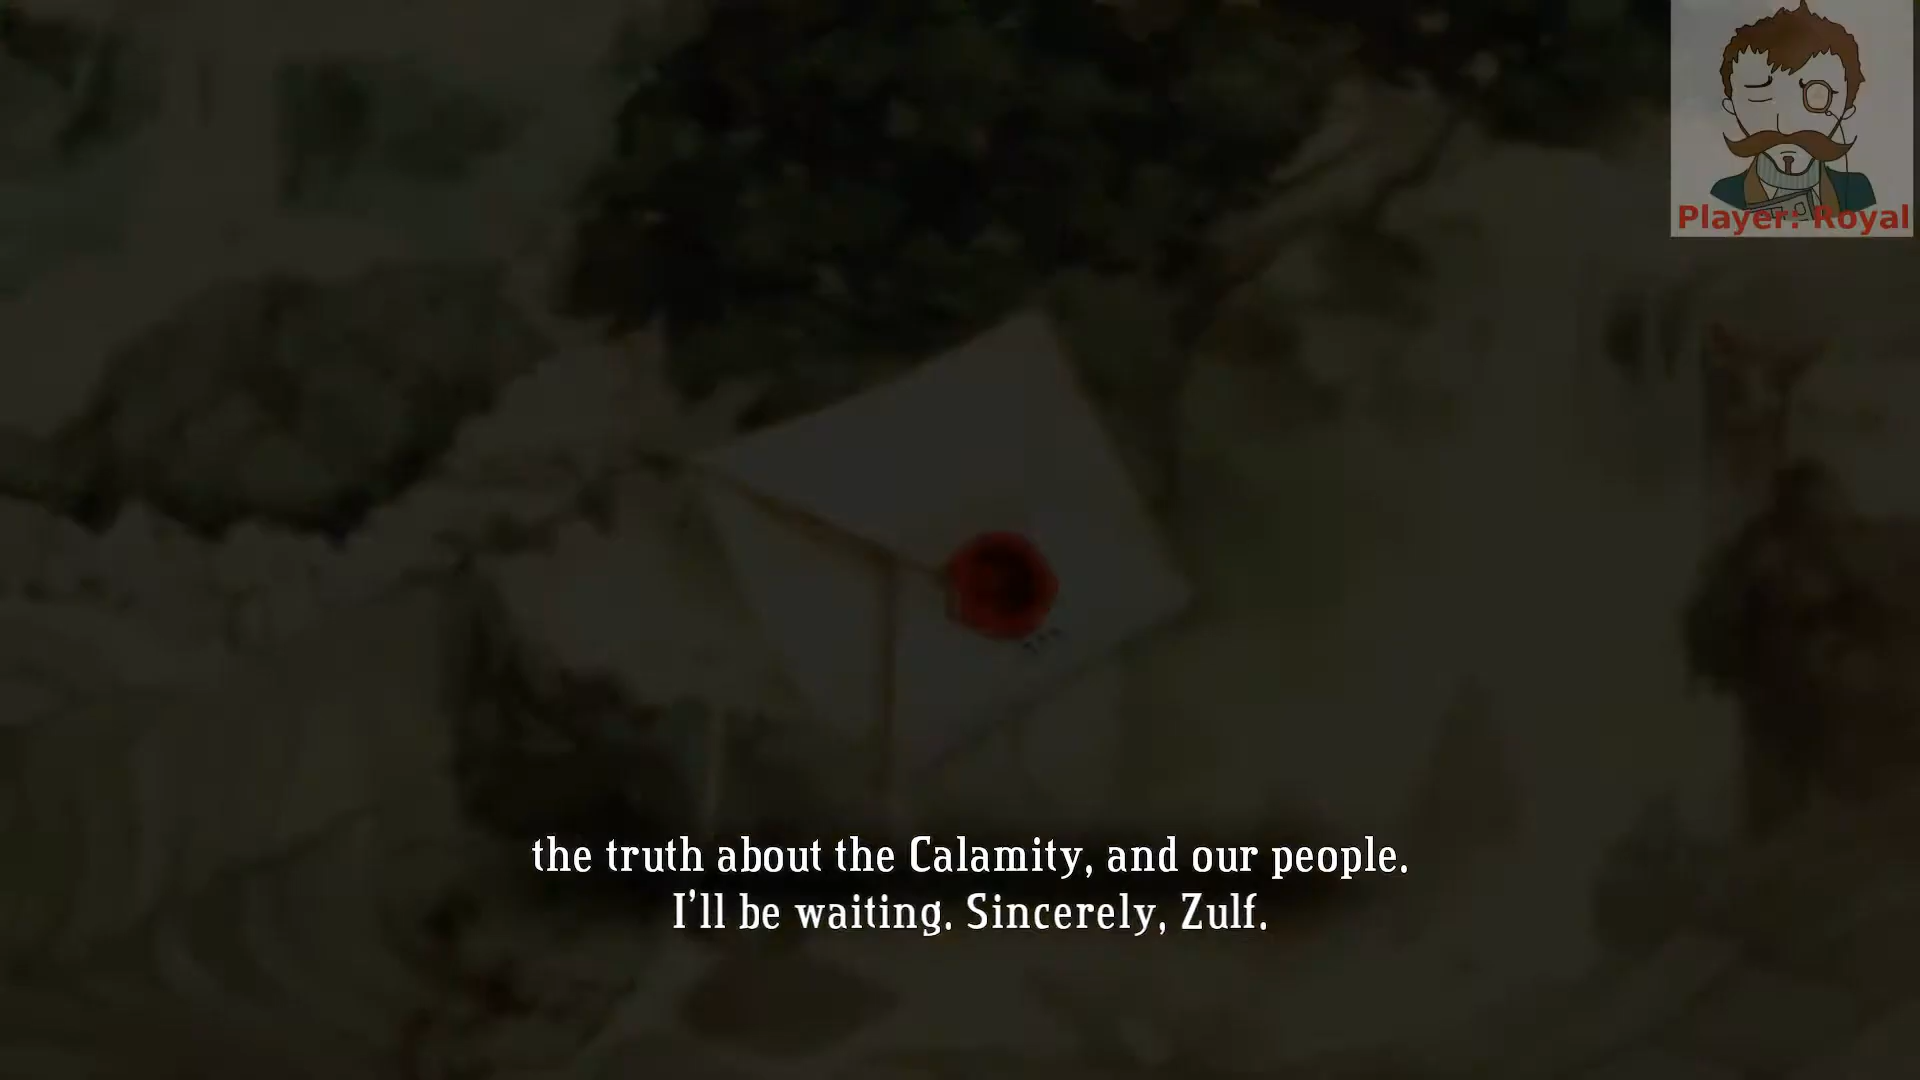 Player: Royal
the truth about the Calamity, and our people.
I'll be waiting. Sincerely, Zulf.